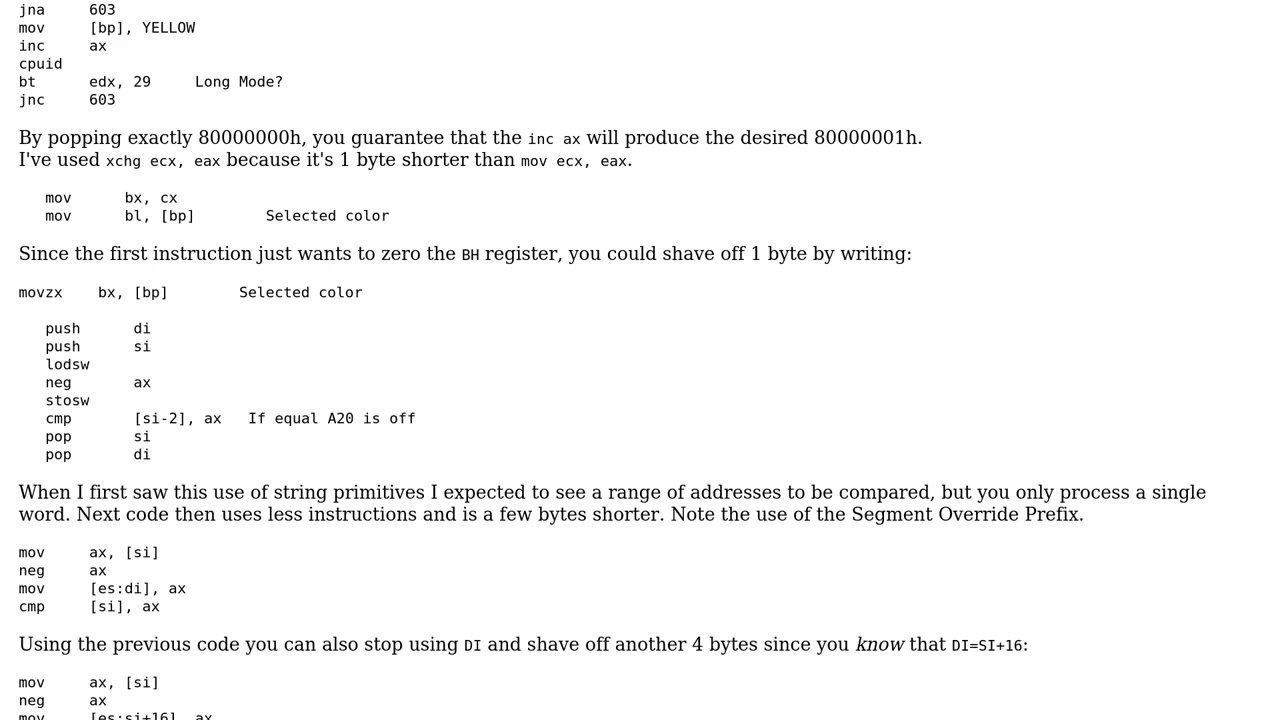 jna     603
mov     [bp], YELLOW
inc     ax
cpuid
bt      edx, 29     Long Mode?
jnc     603
By popping exactly 80000000h, you guarantee that the inc ax will produce the desired 80000001h.
I've used xchg ecx, eax because it's 1 byte shorter than mov ecx, eax.
mov      bx, cx
mov      bl, [bp]        Selected color
Since the first instruction just wants to zero the BH register, you could shave off 1 byte by writing:
movzx    bx, [bp]        Selected color
push      di
push      si
lodsw
neg       ax
stosw
cmp       [si-2], ax   If equal A20 is off
pop       si
pop       di
When I first saw this use of string primitives I expected to see a range of addresses to be compared, but you only process a single
word. Next code then uses less instructions and is a few bytes shorter. Note the use of the Segment Override Prefix.
mov     ax, [si]
neg     ax
mov     [es:di], ax
cmp     [si], ax
Using the previous code you can also stop using DI and shave off another 4 bytes since you know that DI=SI+16:
mov     ax, [si]
neg     ax
mov     [es:si+16], ax